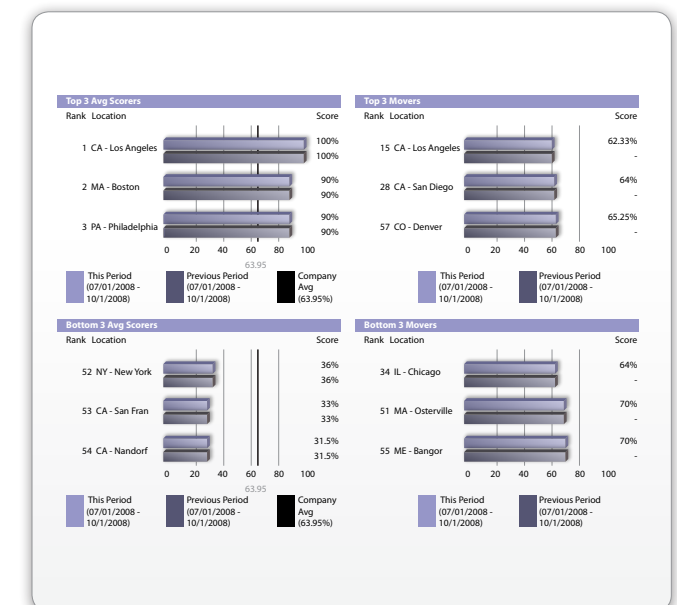 Top 3 Avg Scorers
Rank Location Score
1 CA - Los Angeles 100%
100%
2 MA - Boston 90%
90%
3 PA - Philadelphia 90%
90%
0 20 40 60 80 100
63.95
This Period
(07/01/2008 -
10/1/2008)
Previous Period
(07/01/2008 -
10/1/2008)
Company
Avg
(63.95%)
Top 3 Movers
Rank Location Score
15 CA - Los Angeles 62.33%
-
28 CA - San Diego 64%
-
57 CO - Denver 65.25%
-
0 20 40 60 80 100
This Period
(07/01/2008 -
10/1/2008)
Previous Period
(07/01/2008 -
10/1/2008)
Bottom 3 Avg Scorers
Rank Location Score
52 NY - New York 36%
36%
53 CA - San Fran 33%
33%
54 CA - Nandorf 31.5%
31.5%
0 20 40 60 80 100
63.95
This Period
(07/01/2008 -
10/1/2008)
Previous Period
(07/01/2008 -
10/1/2008)
Company
Avg
(63.95%)
Bottom 3 Movers
Rank Location Score
34 IL - Chicago 64%
-
51 MA - Osterville 70%
-
55 ME - Bangor 70%
-
0 20 40 60 80 100
This Period
(07/01/2008 -
10/1/2008)
Previous Period
(07/01/2008 -
10/1/2008)